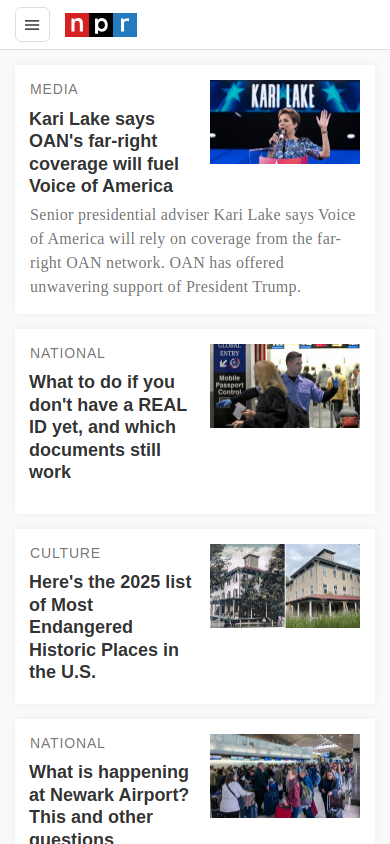 npr
MEDIA
Kari Lake says
OAN's far-right
coverage will fuel
Voice of America
KARI LAKE
Senior presidential adviser Kari Lake says Voice
of America will rely on coverage from the far-
right OAN network. OAN has offered
unwavering support of President Trump.
NATIONAL
What to do if you
don't have a REAL
ID yet, and which
documents still
work
GLOBAL
ENTRY
Mobile
Passport
Control
CULTURE
Here's the 2025 list
of Most
Endangered
Historic Places in
the U.S.
NATIONAL
What is happening
at Newark Airport?
This and other
questions